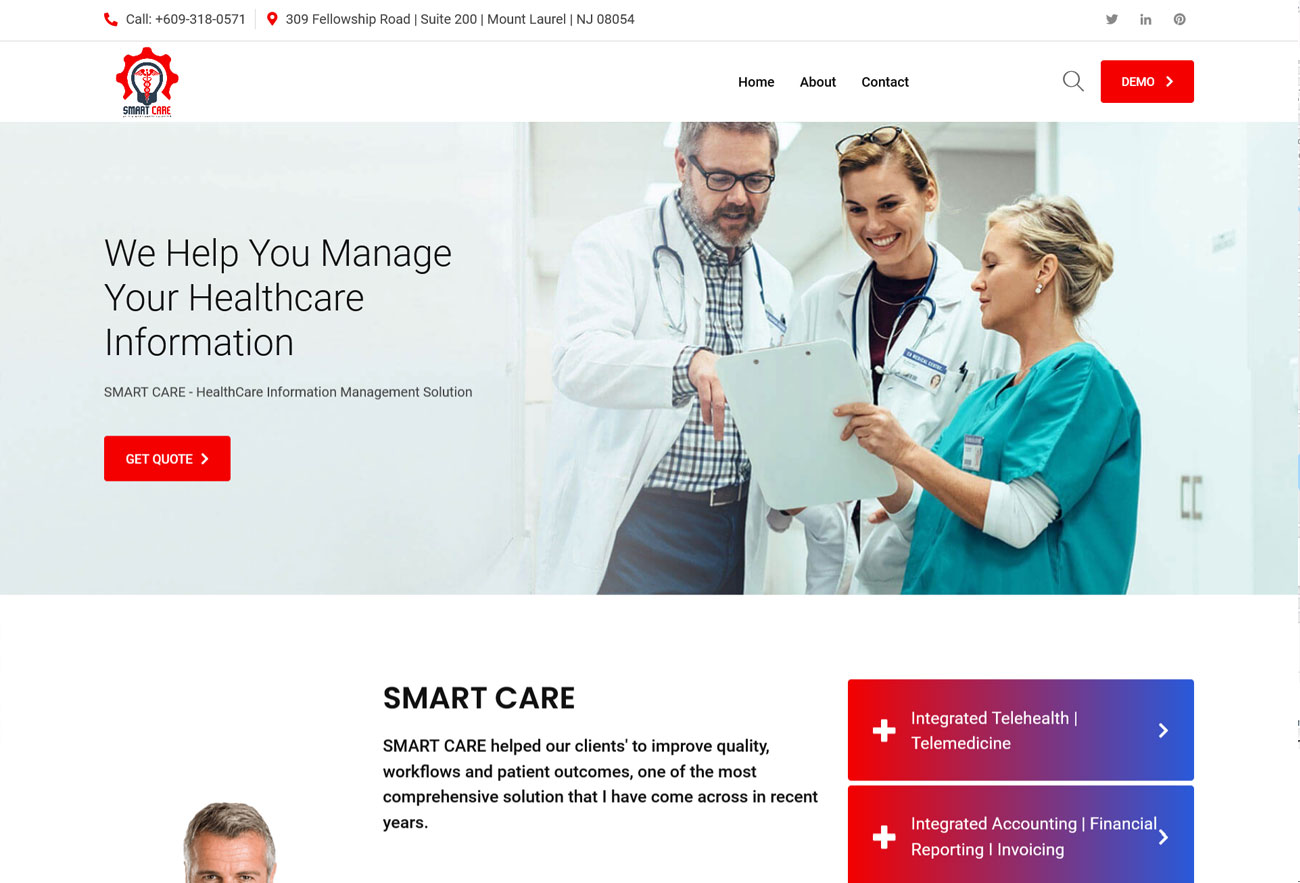 Call: +609-318-0571
309 Fellowship Road | Suite 200 | Mount Laurel | NJ 08054
SMART CARE
Home About Contact
DEMO
We Help You Manage
Your Healthcare
Information
SMART CARE - HealthCare Information Management Solution
GET QUOTE
SMART CARE
SMART CARE helped our clients' to improve quality,
workflows and patient outcomes, one of the most
comprehensive solution that I have come across in recent
years.
Integrated Telehealth |
Telemedicine
Integrated Accounting | Financial
Reporting I Invoicing